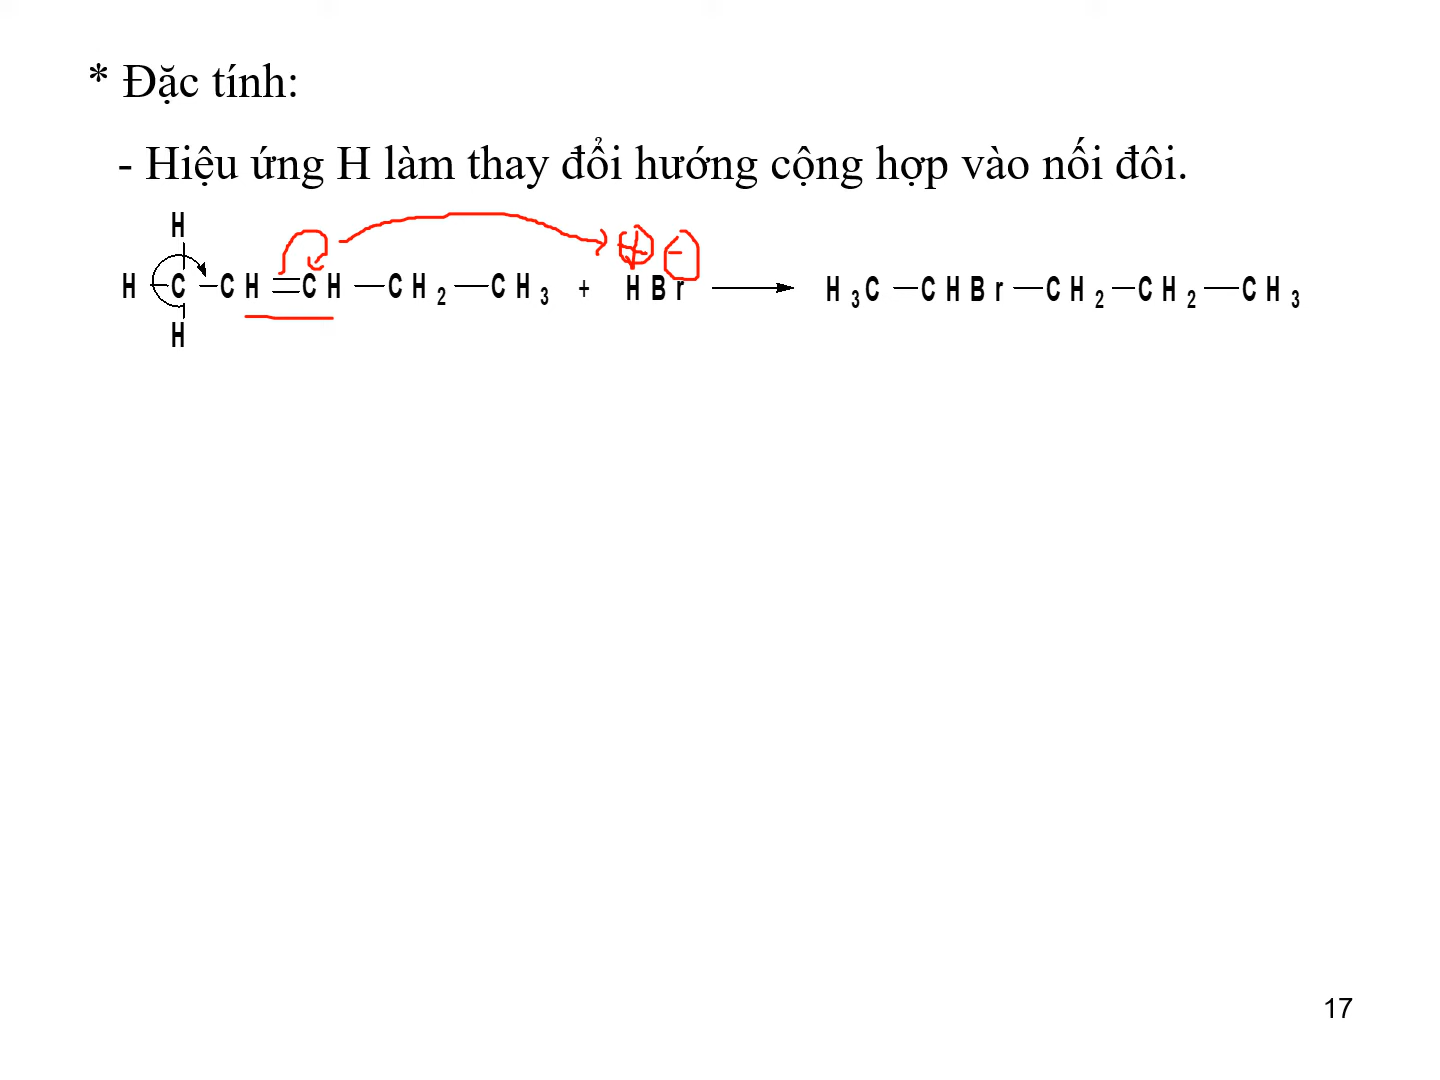 * Đặc tính:
- Hiệu ứng H làm thay đổi hướng cộng hợp vào nối đôi.
H
H C CH=CH—CH2—CH3 + HBr → H3C—CHBr—CH2—CH2—CH3
H
+ -
17